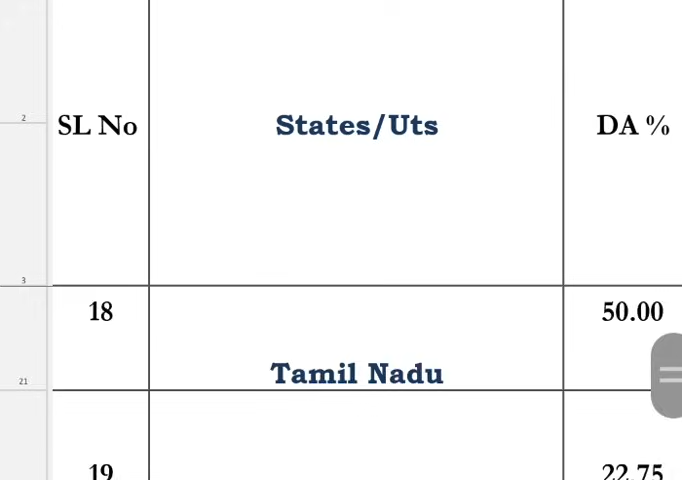 2
SL No States/Uts DA %
3
18 50.00
Tamil Nadu
21
19 22.75